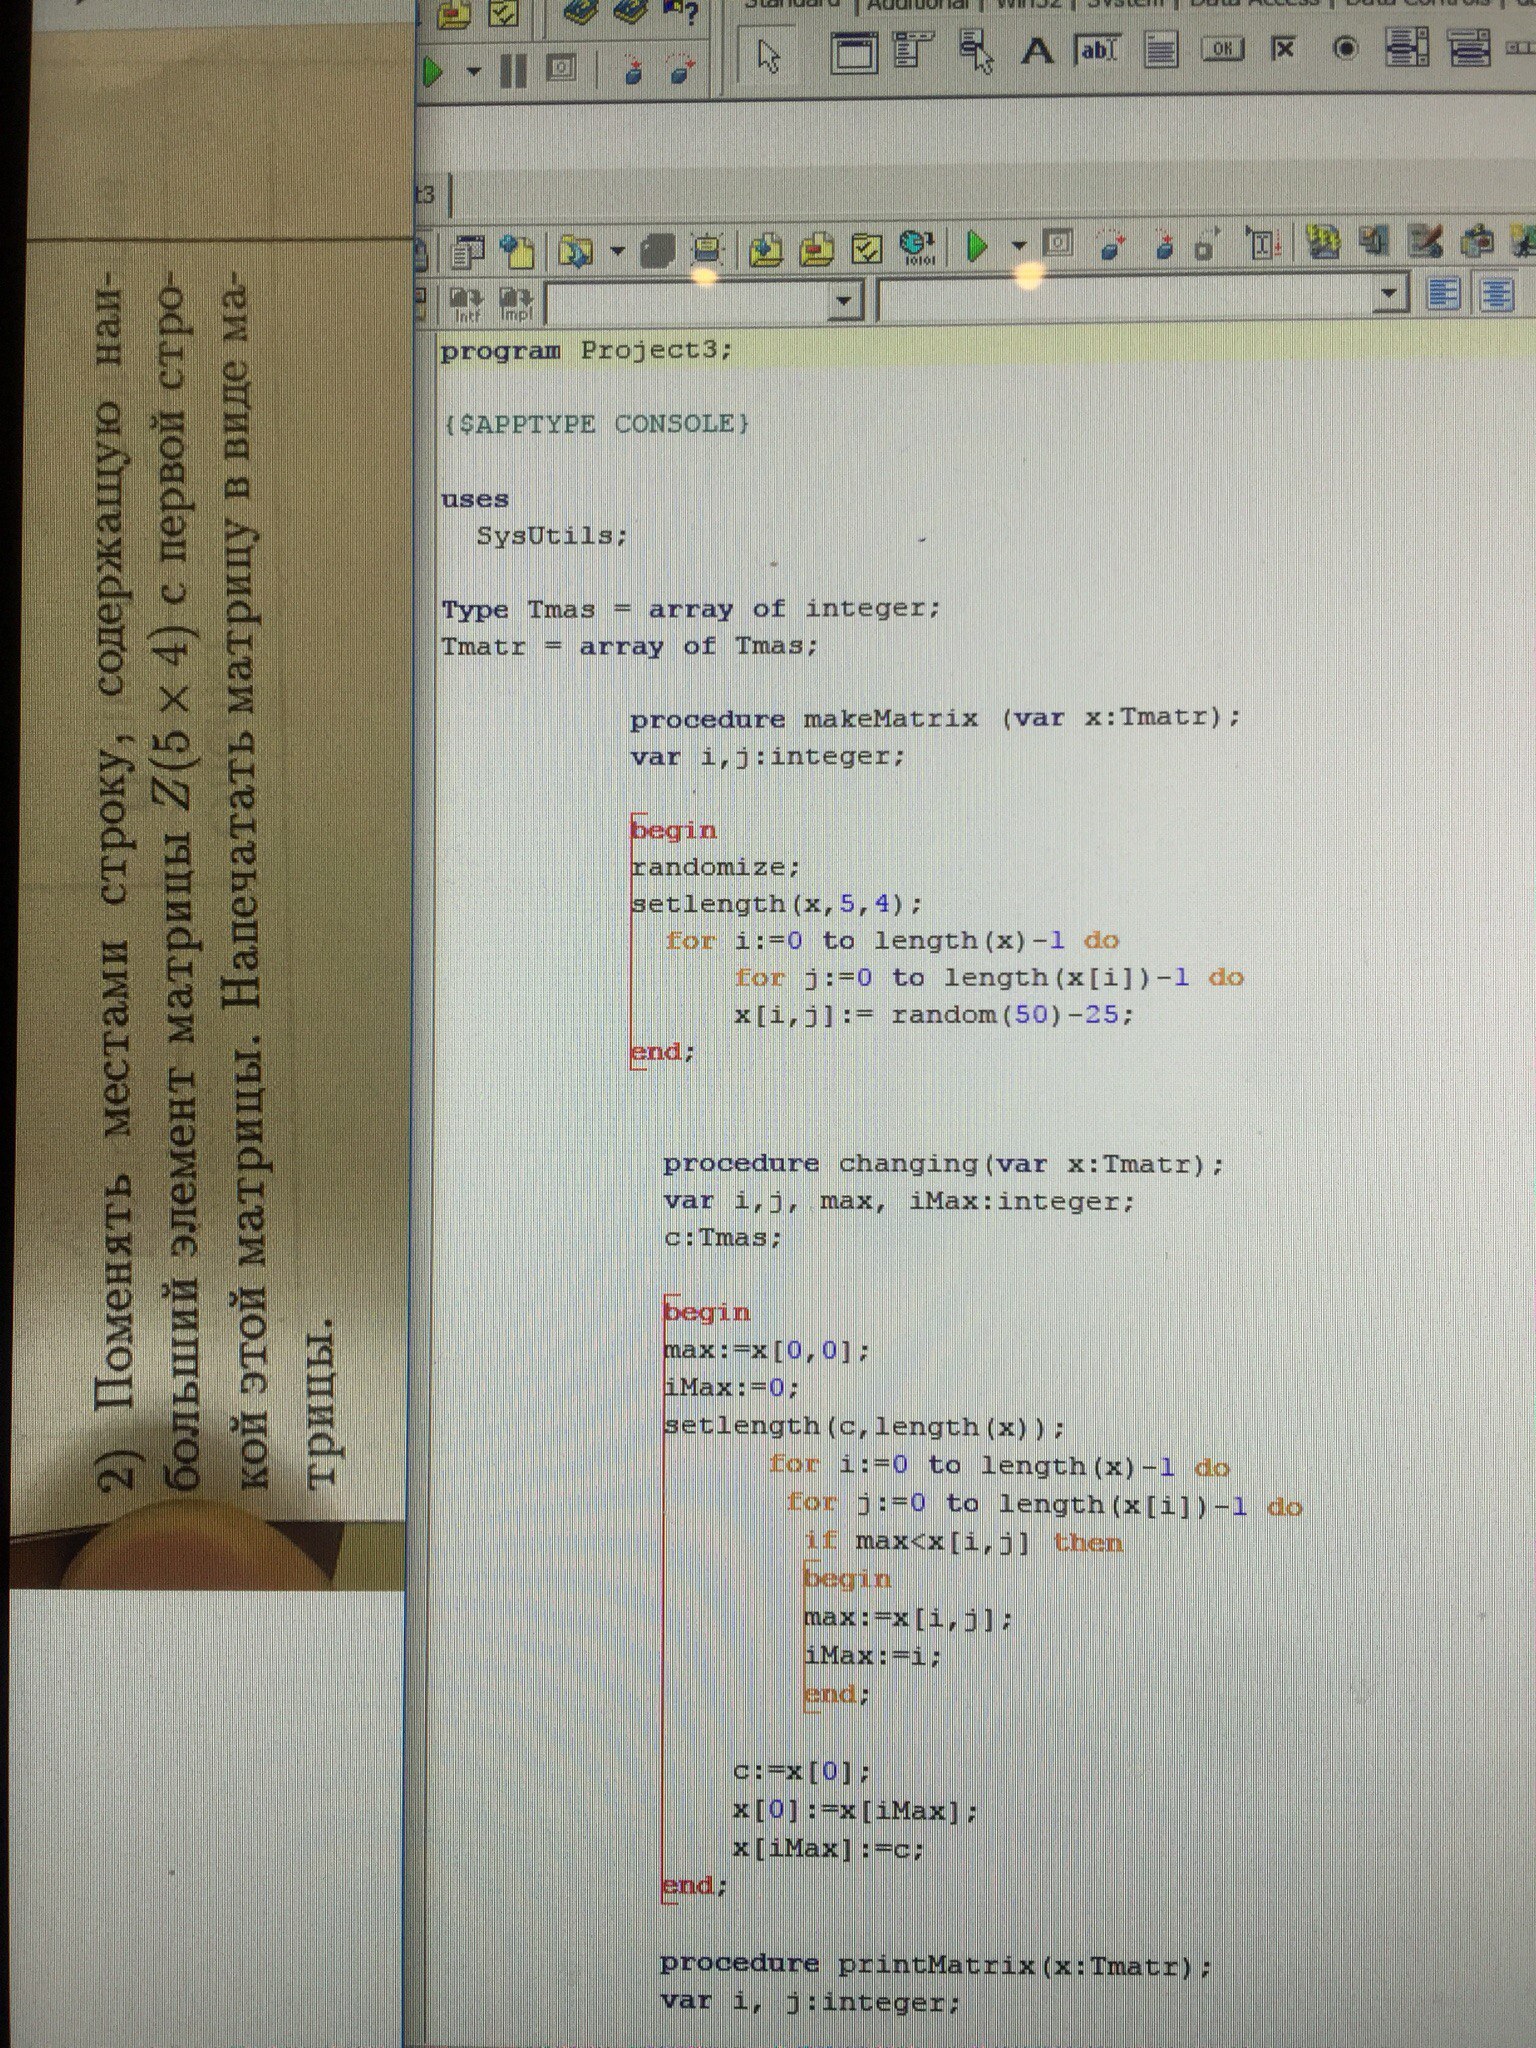 Standard Additional Win32 System Data Access Data Controls
t3
Intf Impl
2) Поменять местами строку, содержащую наи-
больший элемент матрицы Z(5 × 4) с первой стро-
кой этой матрицы. Напечатать матрицу в виде ма-
трицы.
program Project3;
{$APPTYPE CONSOLE}
uses
SysUtils;
Type Tmas = array of integer;
Tmatr = array of Tmas;
procedure makeMatrix (var x:Tmatr);
var i,j:integer;
begin
randomize;
setlength(x,5,4);
for i:=0 to length(x)-1 do
for j:=0 to length(x[i])-1 do
x[i,j]:= random(50)-25;
end;
procedure changing(var x:Tmatr);
var i,j, max, iMax:integer;
c:Tmas;
begin
max:=x[0,0];
iMax:=0;
setlength(c,length(x));
for i:=0 to length(x)-1 do
for j:=0 to length(x[i])-1 do
if max<x[i,j] then
begin
max:=x[i,j];
iMax:=i;
end;
c:=x[0];
x[0]:=x[iMax];
x[iMax]:=c;
end;
procedure printMatrix(x:Tmatr);
var i, j:integer;